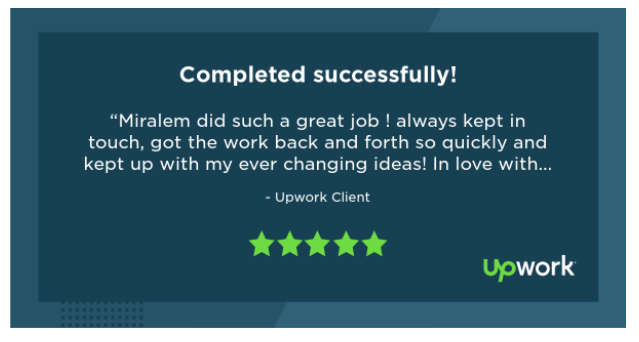 Completed successfully!
“Miralem did such a great job ! always kept in
touch, got the work back and forth so quickly and
kept up with my ever changing ideas! In love with...
- Upwork Client
Upwork